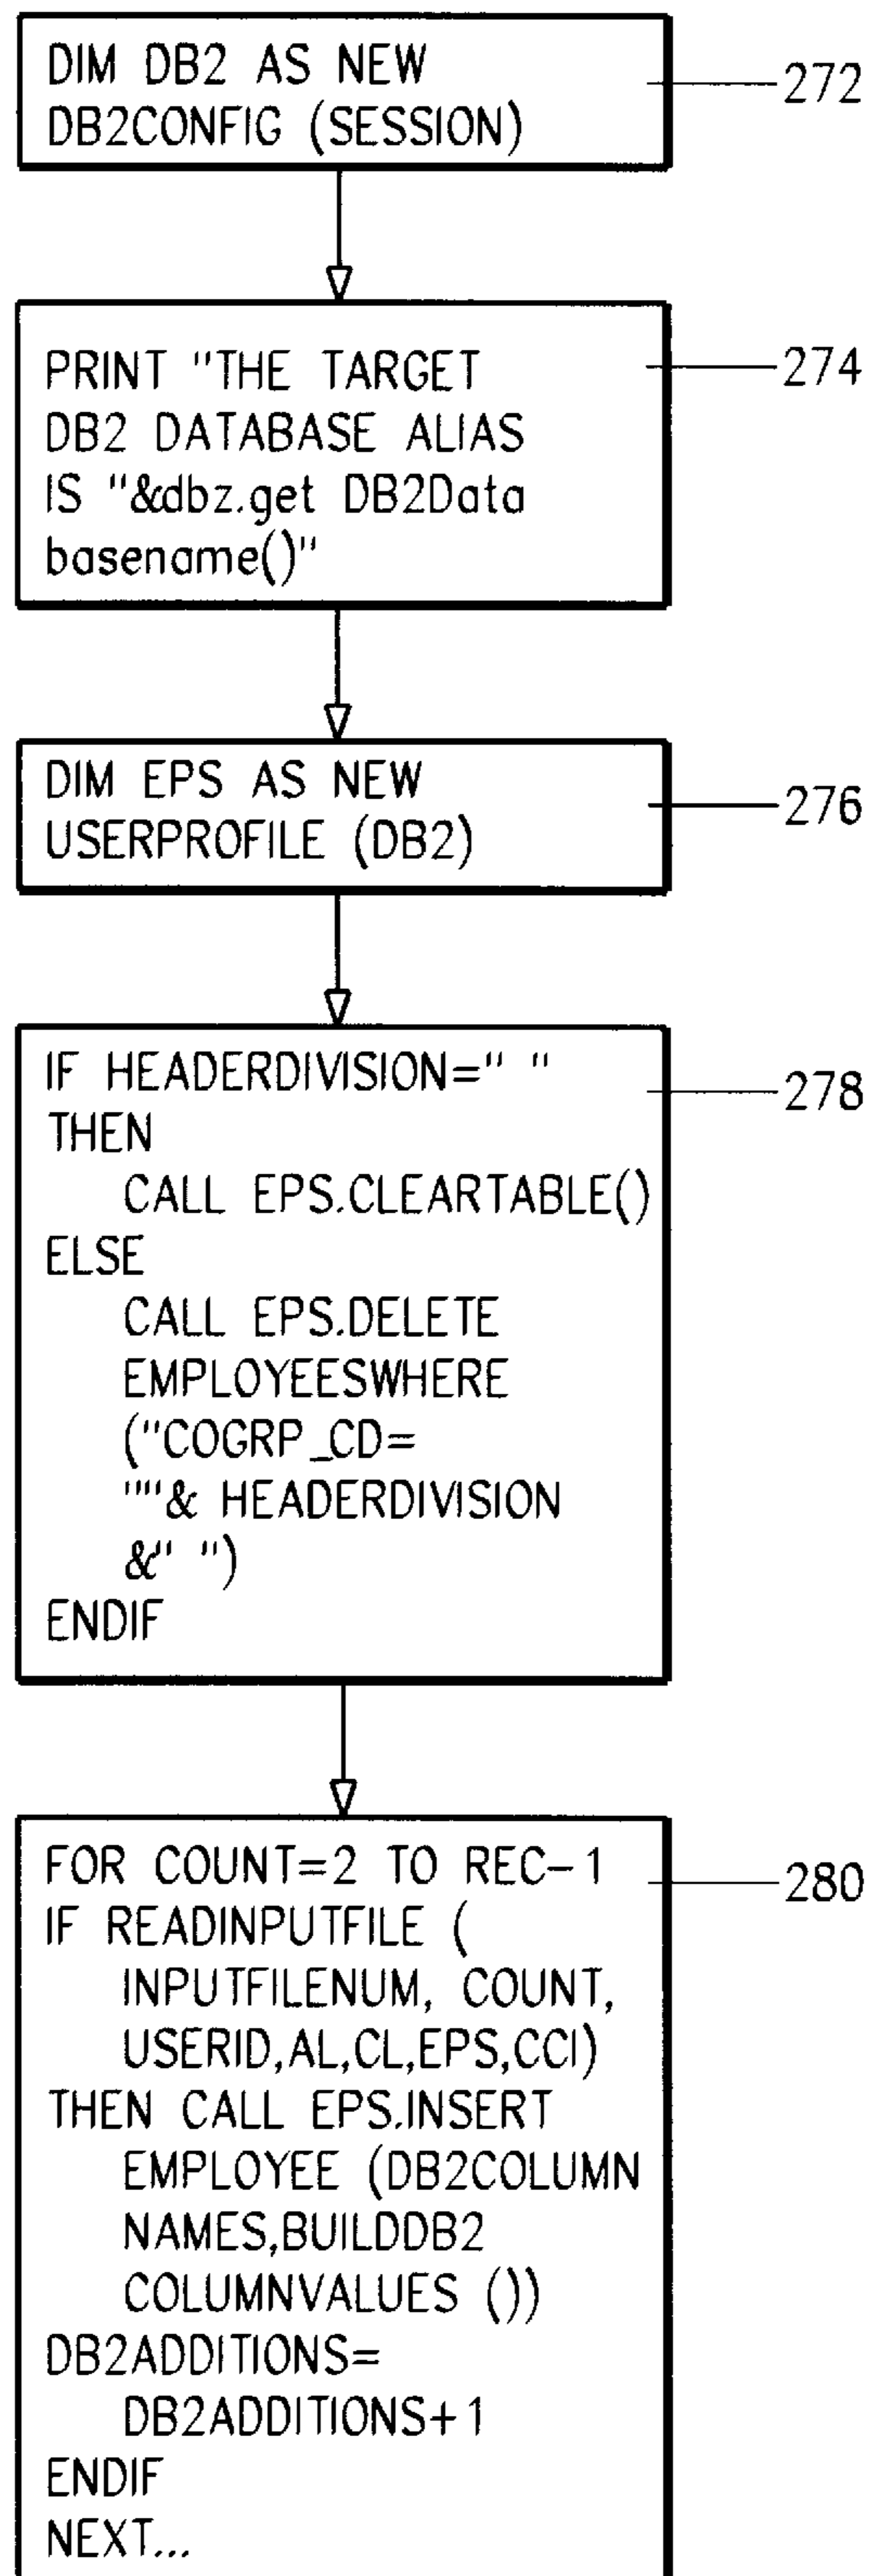 DIM DB2 AS NEW
DB2CONFIG (SESSION)
272
PRINT "THE TARGET
DB2 DATABASE ALIAS
IS "&dbz.get DB2Data
basename()"
274
DIM EPS AS NEW
USERPROFILE (DB2)
276
IF HEADERDIVISION=" "
THEN
CALL EPS.CLEARTABLE()
ELSE
CALL EPS.DELETE
EMPLOYEESWHERE
("COGRP_CD=
""& HEADERDIVISION
&" ")
ENDIF
278
FOR COUNT=2 TO REC-1
IF READINPUTFILE (
INPUTFILENUM, COUNT,
USERID,AL,CL,EPS,CCI)
THEN CALL EPS.INSERT
EMPLOYEE (DB2COLUMN
NAMES,BUILDDB2
COLUMNVALUES ())
DB2ADDITIONS=
DB2ADDITIONS+1
ENDIF
NEXT...
280